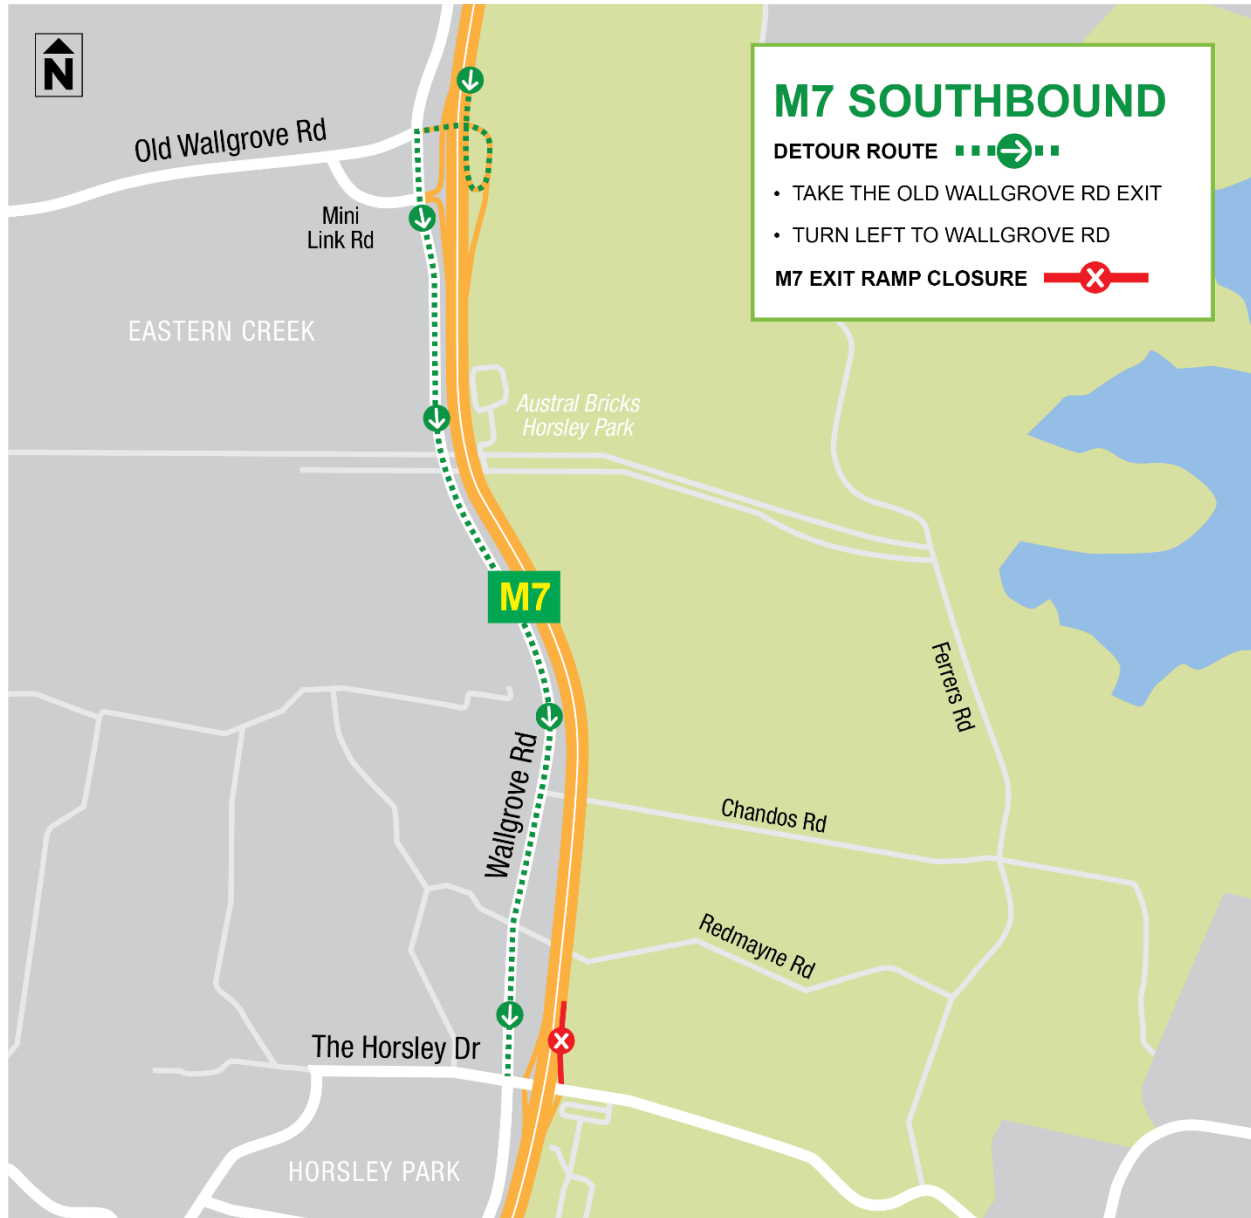 N
M7 SOUTHBOUND
DETOUR ROUTE
• TAKE THE OLD WALLGROVE RD EXIT
• TURN LEFT TO WALLGROVE RD
M7 EXIT RAMP CLOSURE
Old Wallgrove Rd
Mini
Link Rd
EASTERN CREEK
Austral Bricks
Horsley Park
M7
Ferrers Rd
Wallgrove Rd
Chandos Rd
Redmayne Rd
The Horsley Dr
HORSLEY PARK